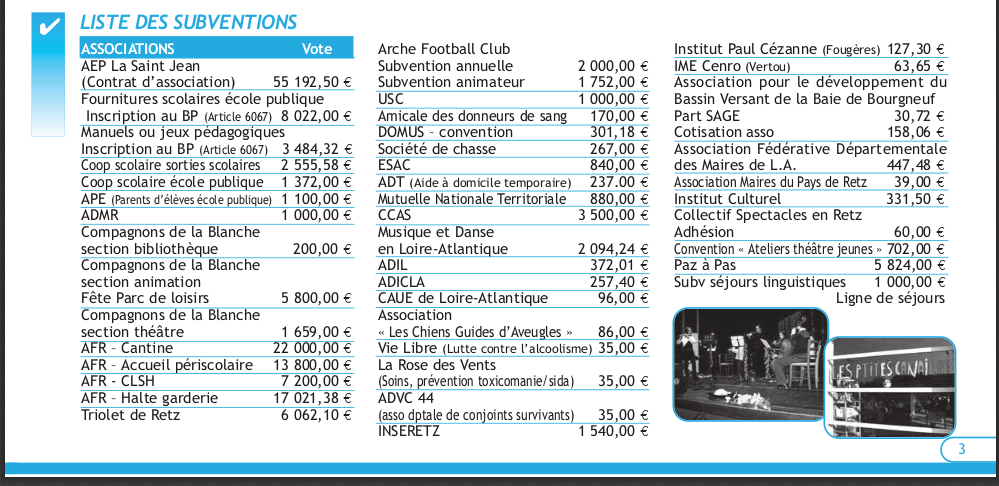 LISTE DES SUBVENTIONS
ASSOCIATIONS Vote
AEP La Saint Jean
(Contrat d’association) 55 192,50 €
Fournitures scolaires école publique
Inscription au BP (Article 6067) 8 022,00 €
Manuels ou jeux pédagogiques
Inscription au BP (Article 6067) 3 484,32 €
Coop scolaire sorties scolaires 2 555,58 €
Coop scolaire école publique 1 372,00 €
APE (Parents d’élèves école publique) 1 100,00 €
ADMR 1 000,00 €
Compagnons de la Blanche
section bibliothèque 200,00 €
Compagnons de la Blanche
section animation
Fête Parc de loisirs 5 800,00 €
Compagnons de la Blanche
section théâtre 1 659,00 €
AFR – Cantine 22 000,00 €
AFR – Accueil périscolaire 13 800,00 €
AFR - CLSH 7 200,00 €
AFR – Halte garderie 17 021,38 €
Triolet de Retz 6 062,10 €
Arche Football Club
Subvention annuelle 2 000,00 €
Subvention animateur 1 752,00 €
USC 1 000,00 €
Amicale des donneurs de sang 170,00 €
DOMUS – convention 301,18 €
Société de chasse 267,00 €
ESAC 840,00 €
ADT (Aide à domicile temporaire) 237.00 €
Mutuelle Nationale Territoriale 880,00 €
CCAS 3 500,00 €
Musique et Danse
en Loire-Atlantique 2 094,24 €
ADIL 372,01 €
ADICLA 257,40 €
CAUE de Loire-Atlantique 96,00 €
Association
« Les Chiens Guides d’Aveugles » 86,00 €
Vie Libre (Lutte contre l’alcoolisme) 35,00 €
La Rose des Vents
(Soins, prévention toxicomanie/sida) 35,00 €
ADVC 44
(asso dptale de conjoints survivants) 35,00 €
INSERETZ 1 540,00 €
Institut Paul Cézanne (Fougères) 127,30 €
IME Cenro (Vertou) 63,65 €
Association pour le développement du
Bassin Versant de la Baie de Bourgneuf
Part SAGE 30,72 €
Cotisation asso 158,06 €
Association Fédérative Départementale
des Maires de L.A. 447,48 €
Association Maires du Pays de Retz 39,00 €
Institut Culturel 331,50 €
Collectif Spectacles en Retz
Adhésion 60,00 €
Convention « Ateliers théâtre jeunes » 702,00 €
Paz à Pas 5 824,00 €
Subv séjours linguistiques 1 000,00 €
Ligne de séjours
3